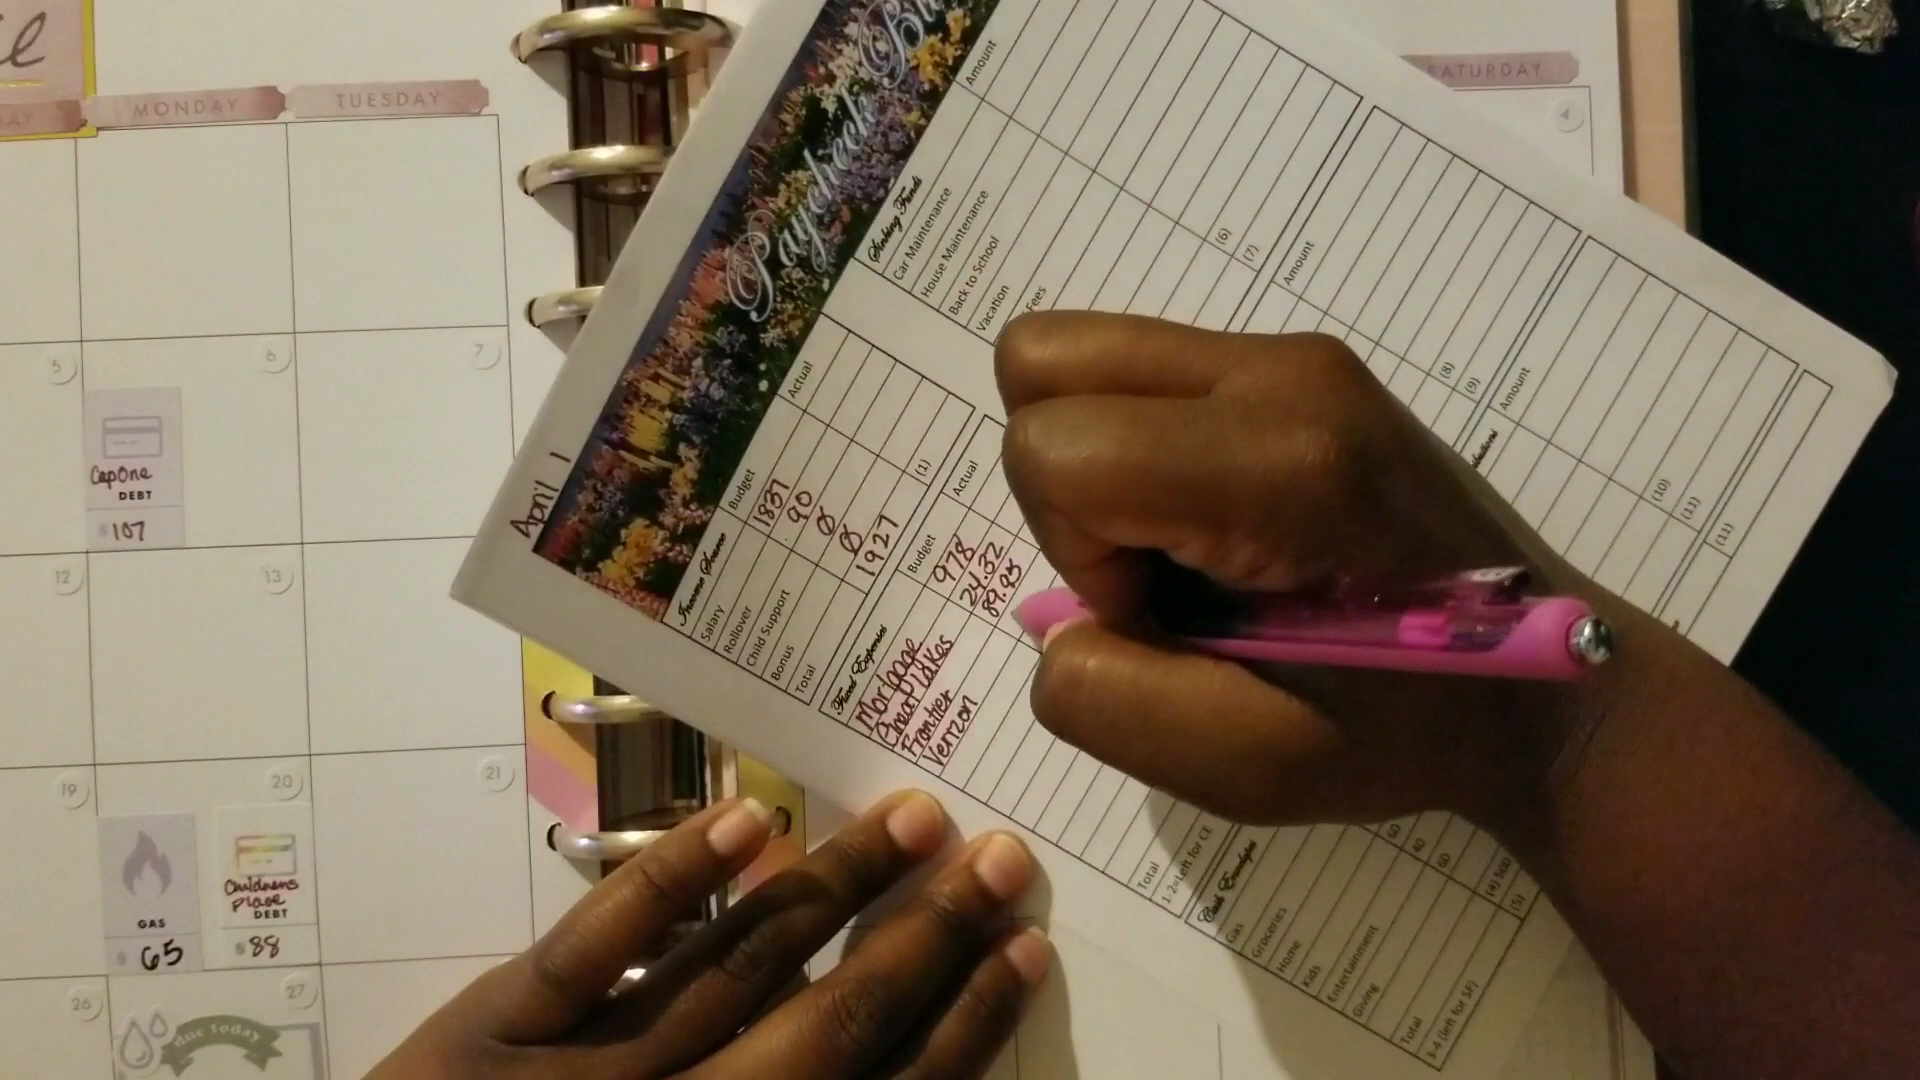 MONDAY
TUESDAY
SATURDAY
4
5
6
7
CapOne
DEBT
$107
12
13
19
20
21
GAS
$65
Childrens
place
DEBT
$88
26
27
due today
April 1
Paycheck
Income Source Budget Actual
Salary 1837
Rollover 90
Child Support Ø
Bonus Ø
Total 1927 (1)
Fixed Expenses Budget Actual
Mortgage 978
24.32
Frontier 89.95
Verizon
Total
1-2=Left for CE
Cash Envelopes
Gas
Groceries
Home
Kids 60
Entertainment 40
Giving 60
Total (4) 500
3-4 (left for SF) (5)
Sinking Funds Amount
Car Maintenance
House Maintenance
Back to School
Vacation
Fees
(6)
(7)
Amount
(8)
(9)
Amount
(10)
(11)
(11)